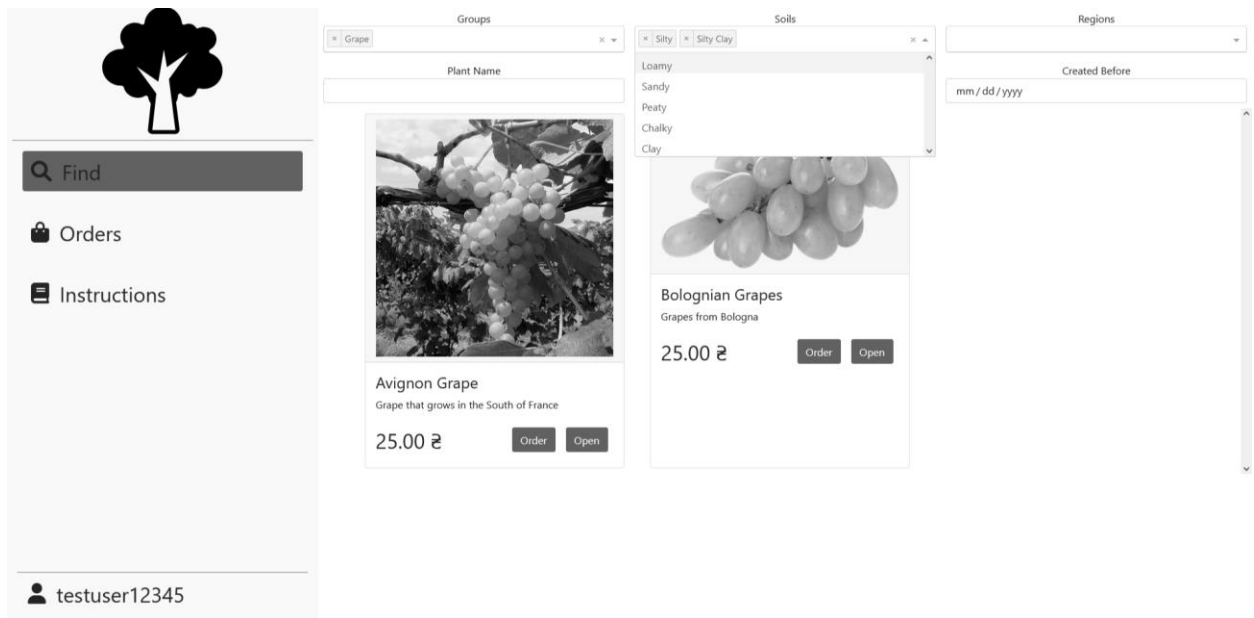 Find
Orders
Instructions
testuser12345
Groups
× Grape
Soils
× Silty × Silty Clay
Loamy
Sandy
Peaty
Chalky
Clay
Regions
Plant Name
Created Before
mm/dd/yyyy
Avignon Grape
Grape that grows in the South of France
25.00 ₴
Order Open
Bolognian Grapes
Grapes from Bologna
25.00 ₴
Order Open